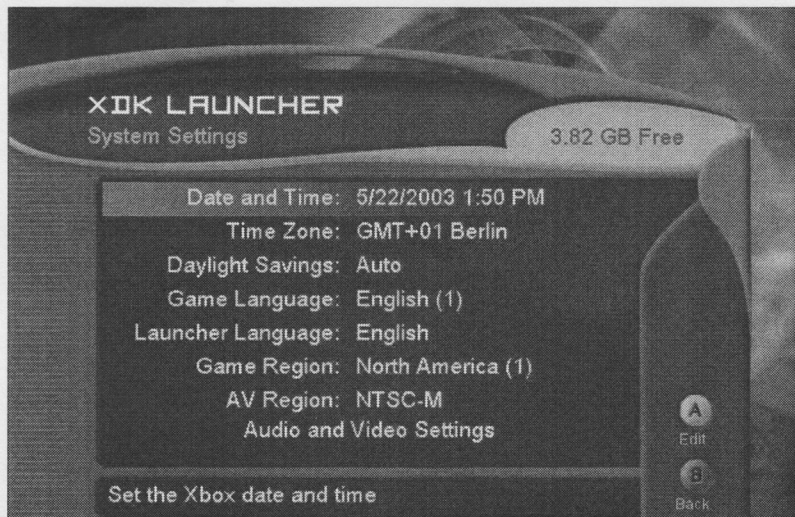 XDK LAUNCHER
System Settings
3.82 GB Free
Date and Time: 5/22/2003 1:50 PM
Time Zone: GMT+01 Berlin
Daylight Savings: Auto
Game Language: English (1)
Launcher Language: English
Game Region: North America (1)
AV Region: NTSC-M
Audio and Video Settings
A
Edit
B
Back
Set the Xbox date and time